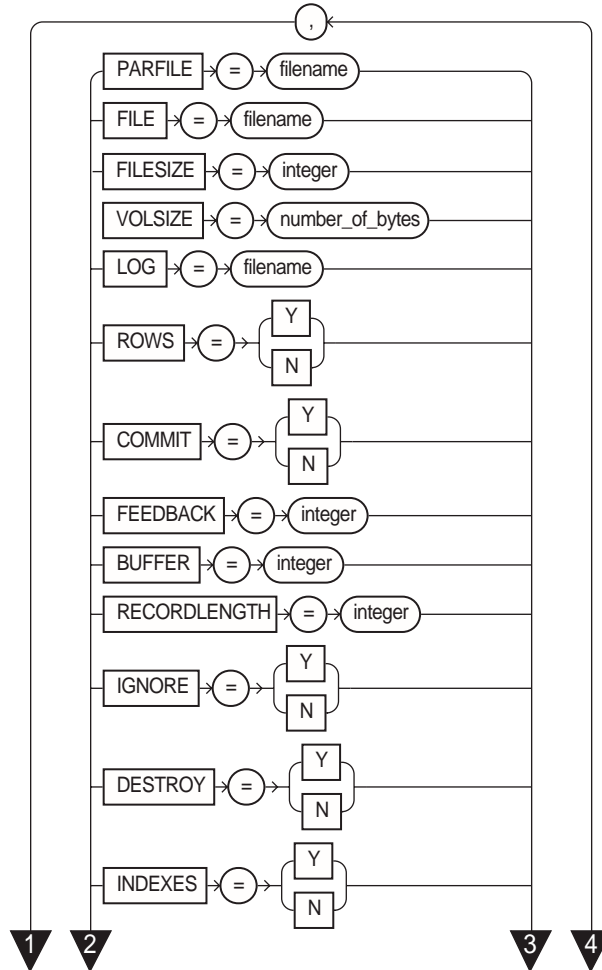 ,
PARFILE = filename
FILE = filename
FILESIZE = integer
VOLSIZE = number_of_bytes
LOG = filename
Y
ROWS =
N
Y
COMMIT =
N
FEEDBACK = integer
BUFFER = integer
RECORDLENGTH = integer
Y
IGNORE =
N
Y
DESTROY =
N
Y
INDEXES =
N
1 2 3 4